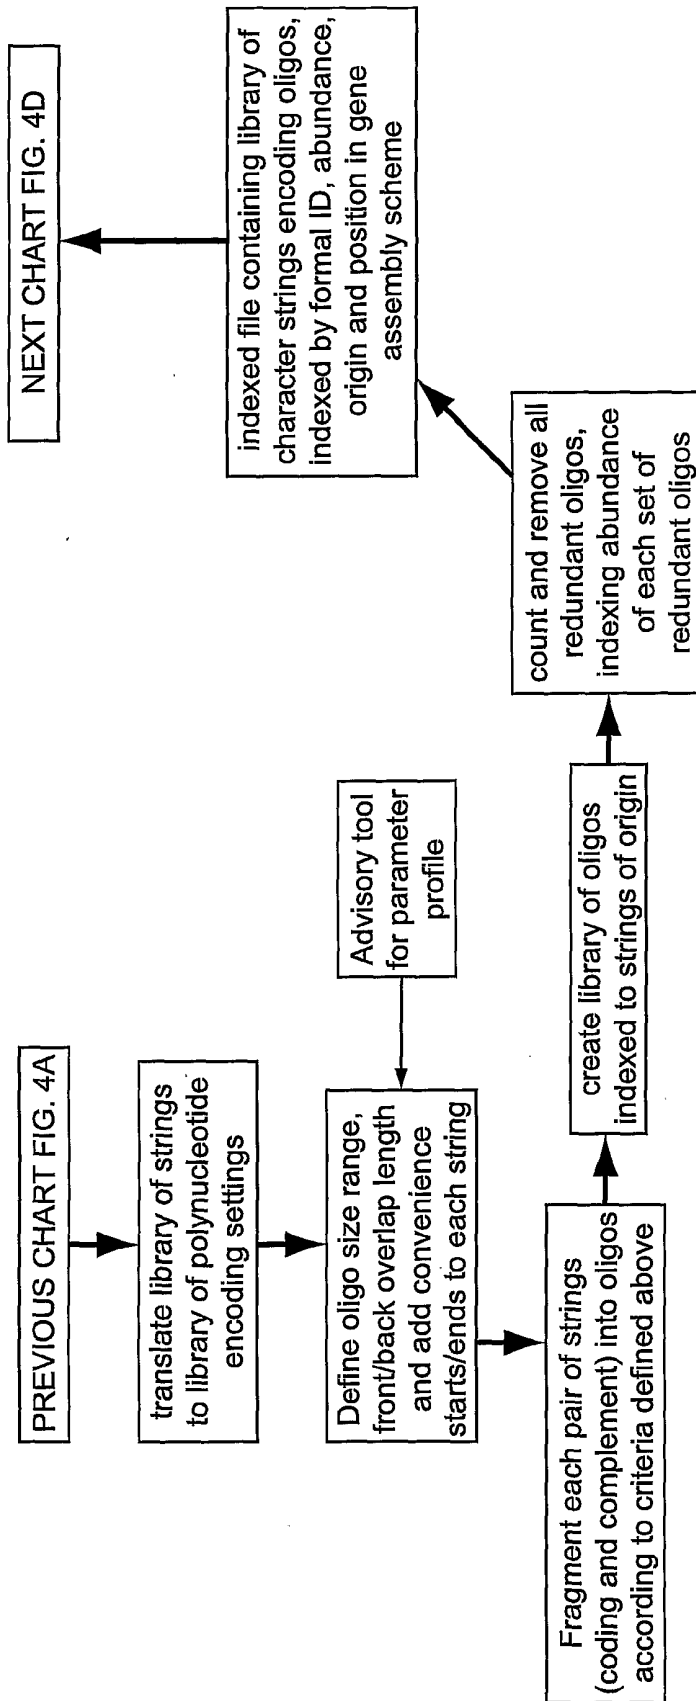 PREVIOUS CHART FIG. 4A
translate library of strings
to library of polynucleotide
encoding settings
Define oligo size range,
front/back overlap length
and add convenience
starts/ends to each string
Advisory tool
for parameter
profile
Fragment each pair of strings
(coding and complement) into oligos
according to criteria defined above
create library of oligos
indexed to strings of origin
count and remove all
redundant oligos,
indexing abundance
of each set of
redundant oligos
indexed file containing library of
character strings encoding oligos,
indexed by formal ID, abundance,
origin and position in gene
assembly scheme
NEXT CHART FIG. 4D